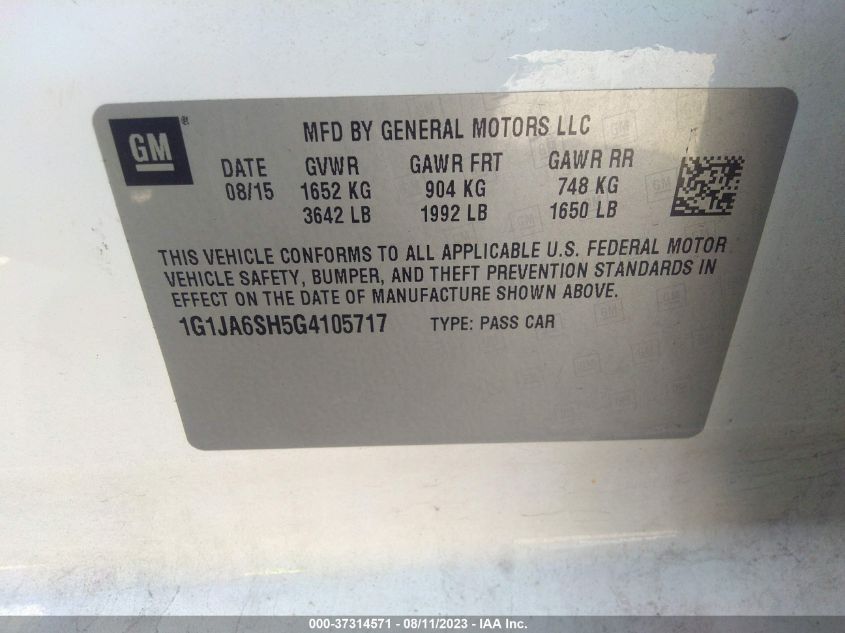 GM®
MFD BY GENERAL MOTORS LLC
DATE GVWR GAWR FRT GAWR RR
08/15 1652 KG 904 KG 748 KG
3642 LB 1992 LB 1650 LB
THIS VEHICLE CONFORMS TO ALL APPLICABLE U.S. FEDERAL MOTOR
VEHICLE SAFETY, BUMPER, AND THEFT PREVENTION STANDARDS IN
EFFECT ON THE DATE OF MANUFACTURE SHOWN ABOVE.
1G1JA6SH5G4105717 TYPE: PASS CAR
000-37314571 - 08/11/2023 - IAA Inc.